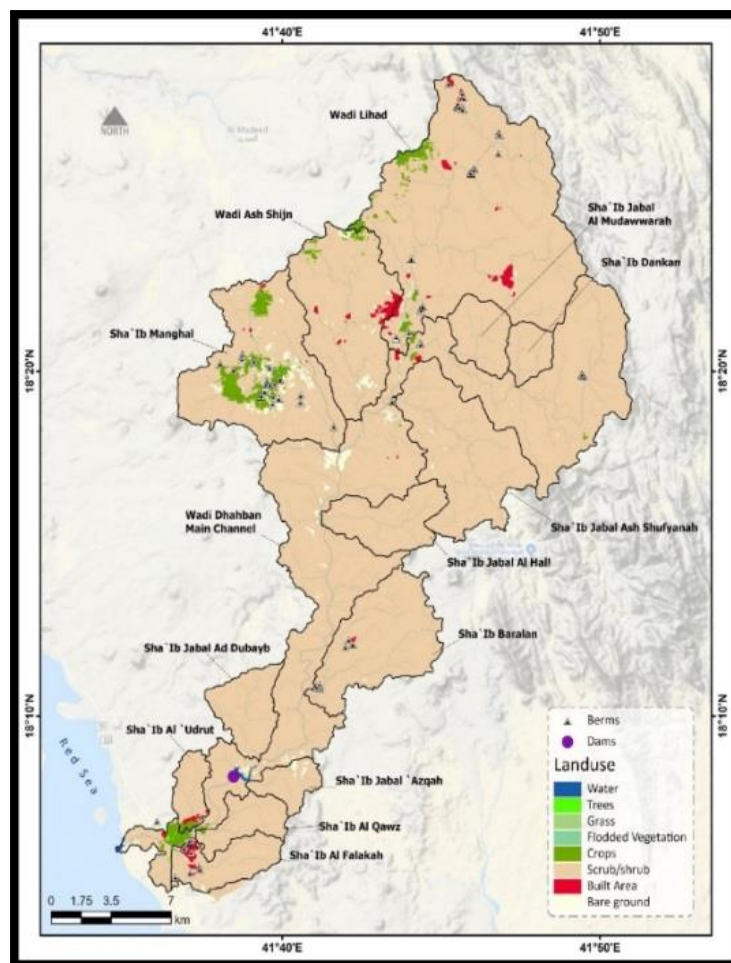 41°40'E
41°50'E
NORTH
Al Madeed
Wadi Lihad
Sha`Ib Jabal
Al Mudawwarah
Wadi Ash Shijn
Sha`Ib Dankan
Sha`Ib Manghal
18°20'N
18°20'N
Wadi Dhahban
Main Channel
Sha`Ib Jabal Ash Shufyanah
Sha`Ib Jabal Al Hall
Sha`Ib Baralan
Sha`Ib Jabal Ad Dubayb
18°10'N
18°10'N
Sha`Ib Al `Udrut
Red Sea
Sha`Ib Jabal `Azqah
Sha`Ib Al Qawz
Sha`Ib Al Falakah
Berms
Dams
Landuse
Water
Trees
Grass
Flodded Vegetation
Crops
Scrub/shrub
Built Area
Bare ground
0 1.75 3.5 7
km
41°40'E
41°50'E